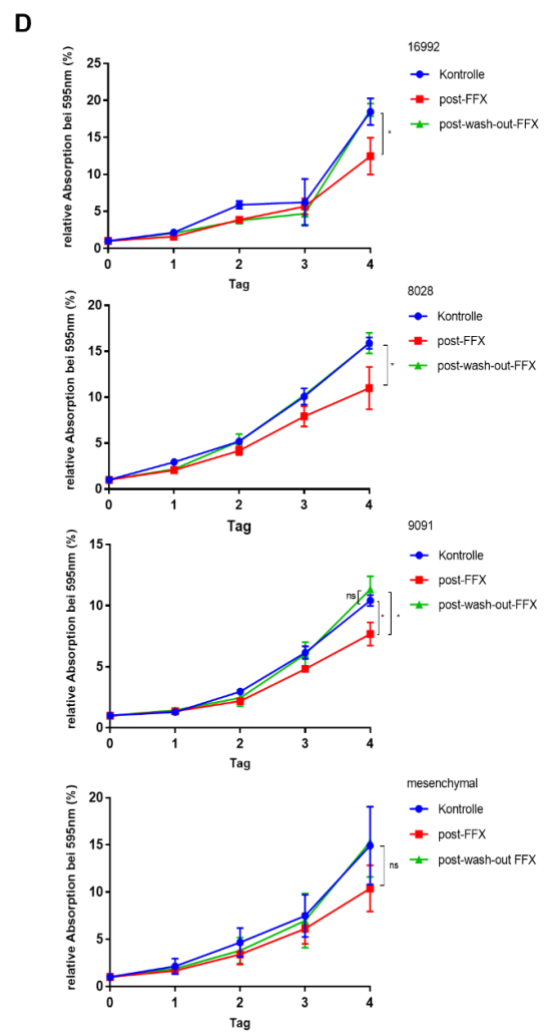 D
16992
Kontrolle
post-FFX
post-wash-out-FFX
relative Absorption bei 595nm (%)
25
20
15
10
5
0
*
0 1 2 3 4
Tag
8028
Kontrolle
post-FFX
post-wash-out-FFX
relative Absorption bei 595nm (%)
20
15
10
5
0
*
0 1 2 3 4
Tag
9091
Kontrolle
post-FFX
post-wash-out-FFX
relative Absorption bei 595nm (%)
15
10
5
0
ns
*
*
0 1 2 3 4
Tag
mesenchymal
Kontrolle
post-FFX
post-wash-out FFX
relative Absorption bei 595nm (%)
20
15
10
5
0
ns
0 1 2 3 4
Tag